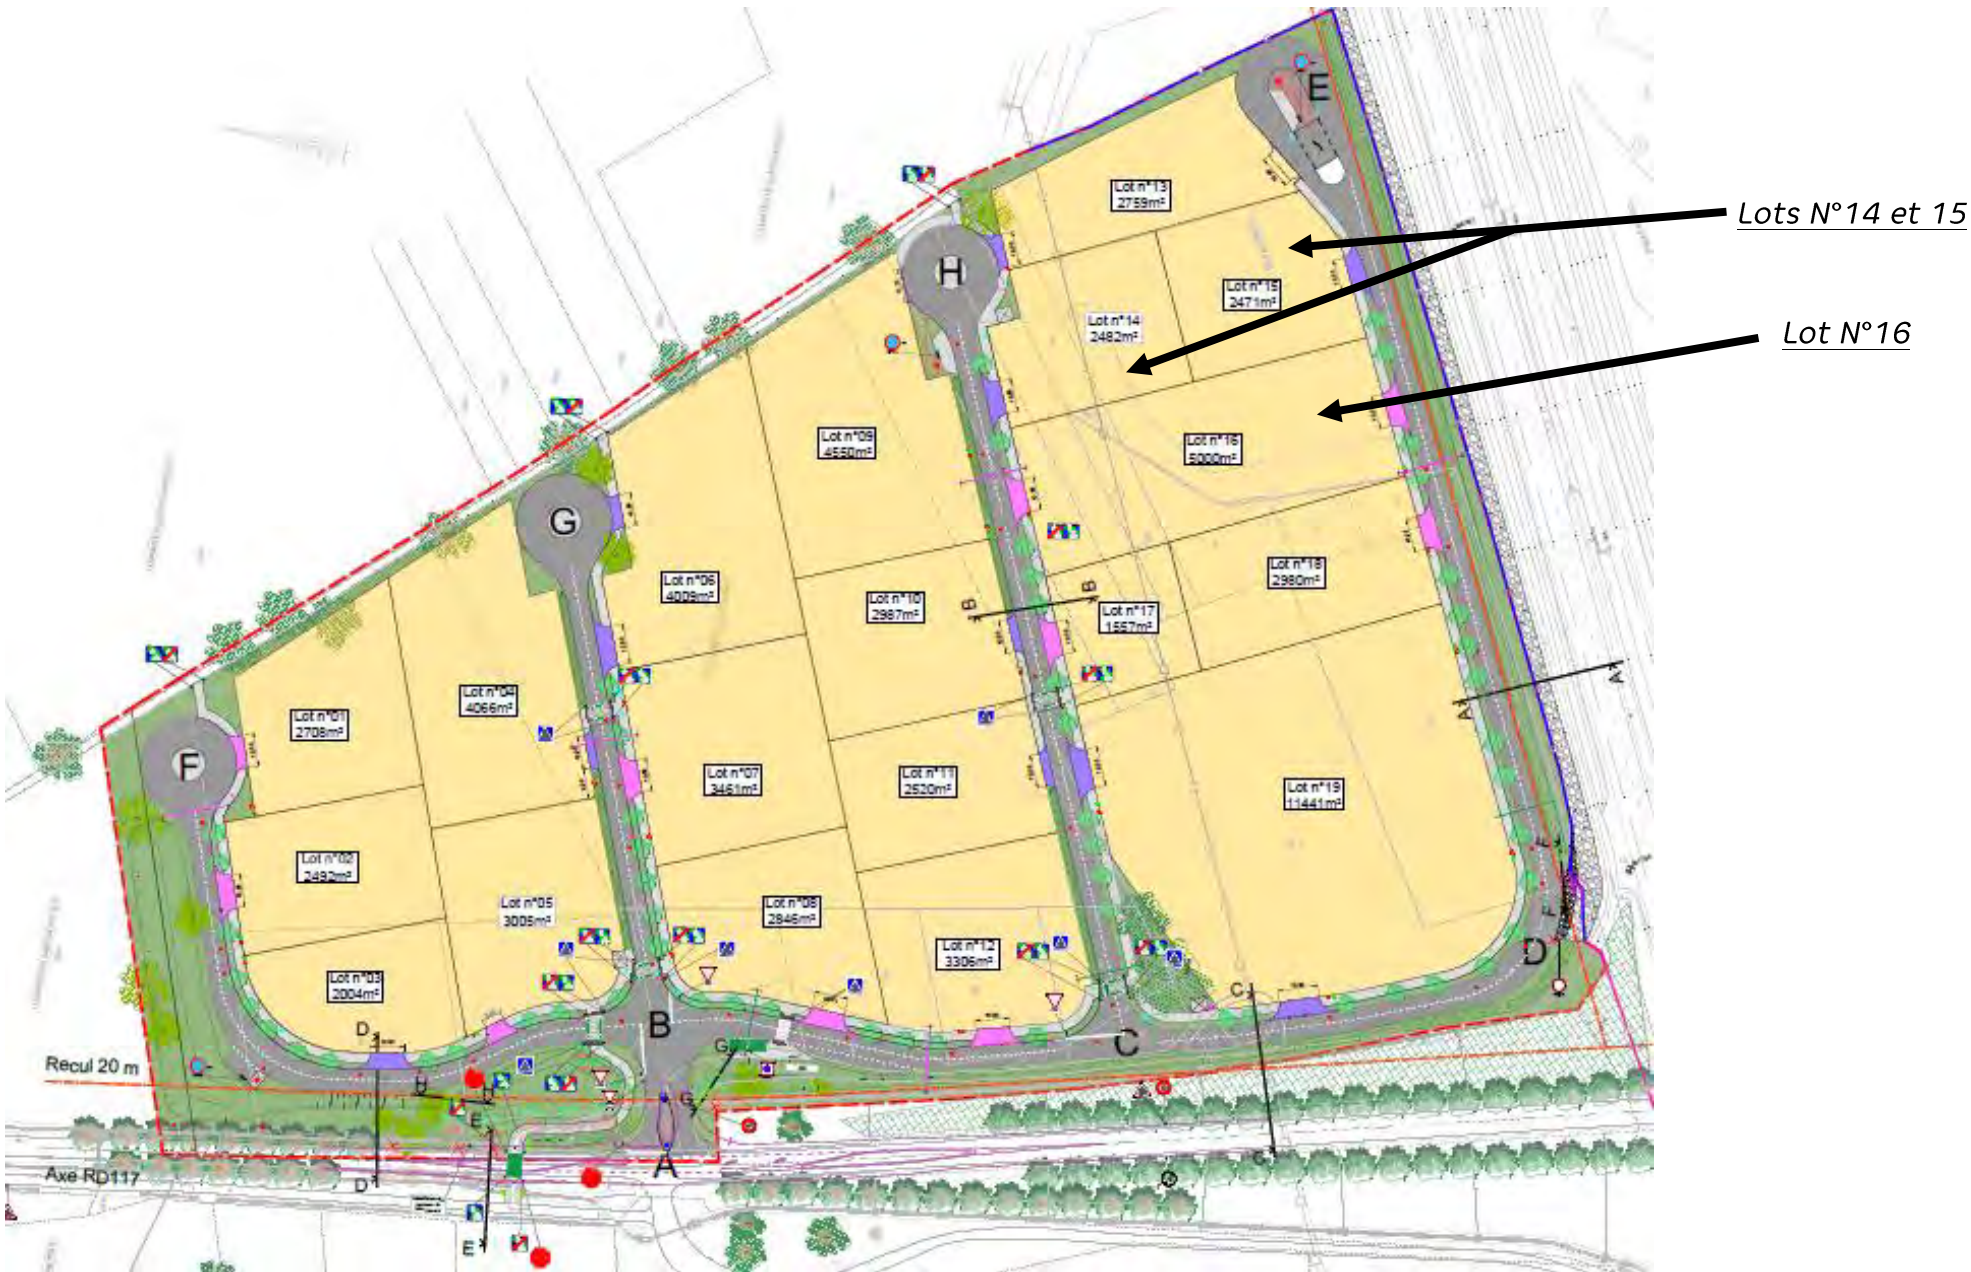 E
Lot n°13
2759m²
Lots N°14 et 15
H
Lot n°15
2471m²
Lot n°14
2482m²
Lot N°16
Lot n°09
4550m²
Lot n°16
5000m²
G
Lot n°06
4009m²
Lot n°10
2987m²
Lot n°18
2980m²
B
B
Lot n°17
1557m²
Lot n°04
4066m²
Lot n°01
2708m²
A
A
F
Lot n°07
3461m²
Lot n°11
2520m²
Lot n°19
11441m²
Lot n°02
2492m²
F
F
Lot n°05
3005m²
Lot n°08
2846m²
Lot n°12
3306m²
D
Lot n°03
2004m²
C
D
B
C
G
Recul 20 m
H
G
E
A
C
Axe RD117
D
E